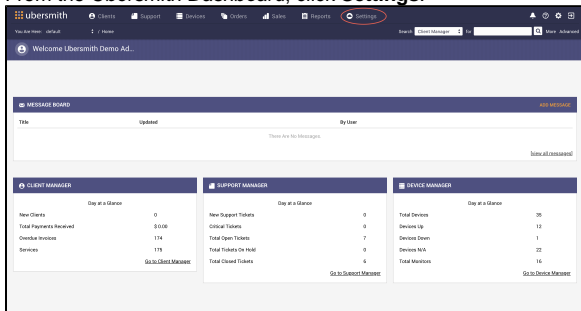 From the Ubersmith Dashboard, click Settings.
ubersmith Clients Support Devices Orders Sales Reports Settings
You Are Here: default / Home Search Client Manager for More Advanced
Welcome Ubersmith Demo Ad...
MESSAGE BOARD ADD MESSAGE
Title Updated By User
There Are No Messages
[view all messages]
CLIENT MANAGER
Day at a Glance
New Clients 0
Total Payments Received $ 0.00
Overdue Invoices 174
Services 175
Go to Client Manager
SUPPORT MANAGER
Day at a Glance
New Support Tickets 0
Critical Tickets 0
Total Open Tickets 7
Total Tickets On Hold 0
Total Closed Tickets 6
Go to Support Manager
DEVICE MANAGER
Day at a Glance
Total Devices 35
Devices Up 12
Devices Down 1
Devices N/A 22
Total Monitors 16
Go to Device Manager